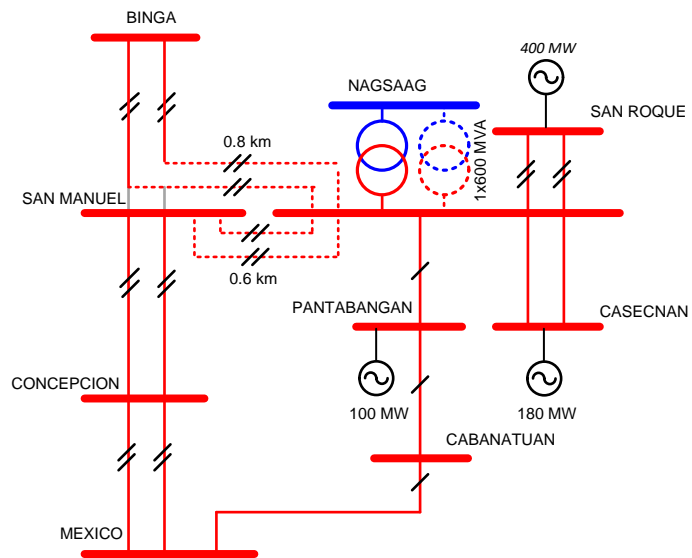 BINGA
400 MW
NAGSAAG
SAN ROQUE
0.8 km
1x600 MVA
SAN MANUEL
0.6 km
PANTABANGAN
CASECNAN
CONCEPCION
100 MW
180 MW
CABANATUAN
MEXICO